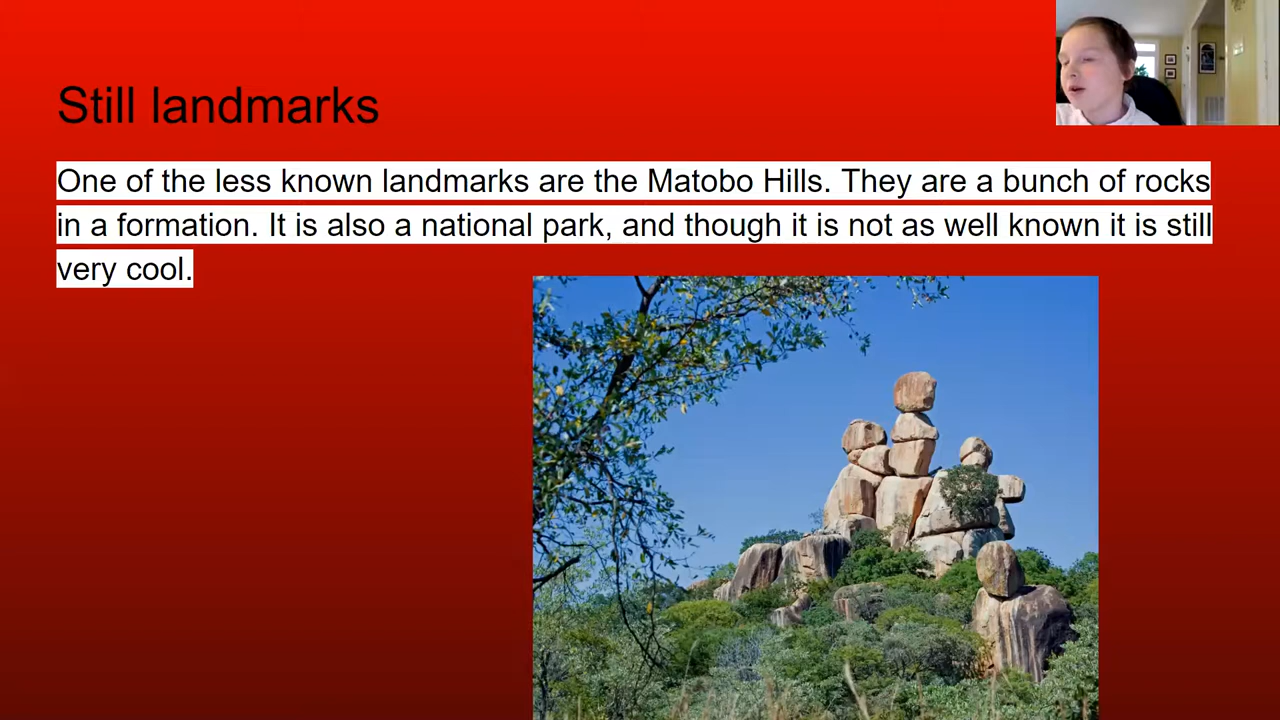 Still landmarks
One of the less known landmarks are the Matobo Hills. They are a bunch of rocks
in a formation. It is also a national park, and though it is not as well known it is still
very cool.